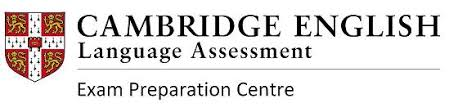 CAMBRIDGE ENGLISH
Language Assessment
Exam Preparation Centre